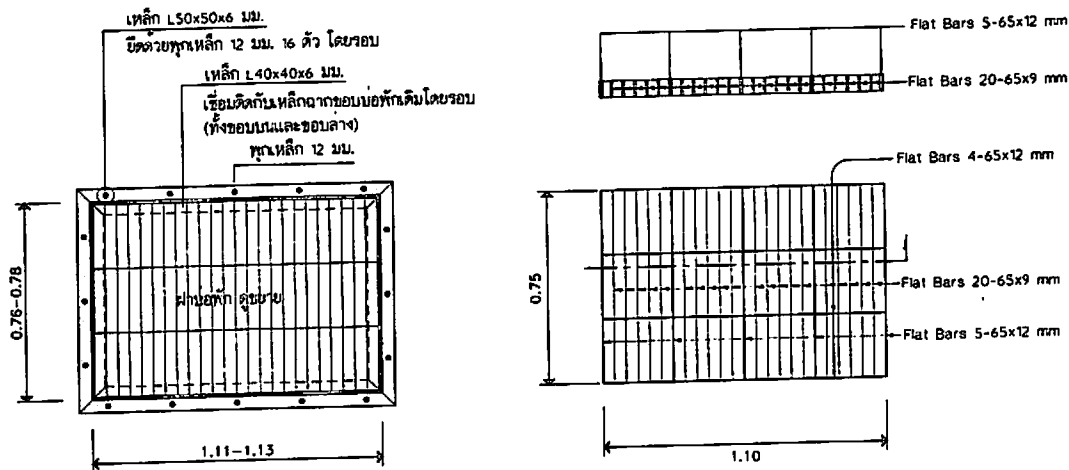 เหล็ก L50x50x6 มม.
ยึดด้วยพุกเหล็ก 12 มม. 16 ตัว โดยรอบ
เหล็ก L40x40x6 มม.
เชื่อมติดกับเหล็กฉากขอบบ่อพักเดิมโดยรอบ
(ทั้งขอบบนและขอบล่าง)
พุกเหล็ก 12 มม.
0.76-0.78
ฝาบ่อพัก ดูขยาย
1.11-1.13
Flat Bars 5-65x12 mm
Flat Bars 20-65x9 mm
Flat Bars 4-65x12 mm
0.75
Flat Bars 20-65x9 mm
Flat Bars 5-65x12 mm
1.10